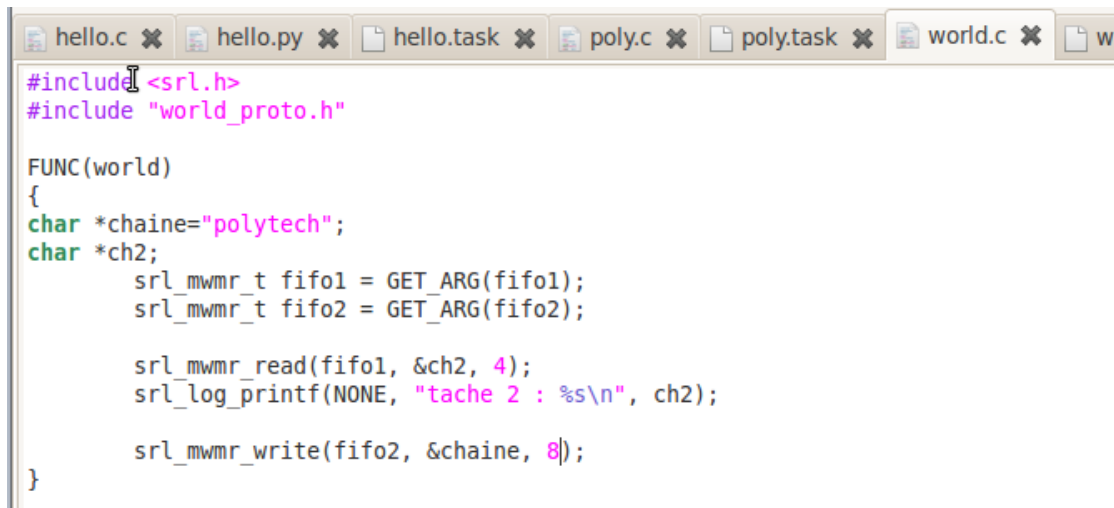 hello.c hello.py hello.task poly.c poly.task world.c w
#include <srl.h>
#include "world_proto.h"
FUNC(world)
{
char *chaine="polytech";
char *ch2;
srl_mwmr_t fifo1 = GET_ARG(fifo1);
srl_mwmr_t fifo2 = GET_ARG(fifo2);
srl_mwmr_read(fifo1, &ch2, 4);
srl_log_printf(NONE, "tache 2 : %s\n", ch2);
srl_mwmr_write(fifo2, &chaine, 8);
}